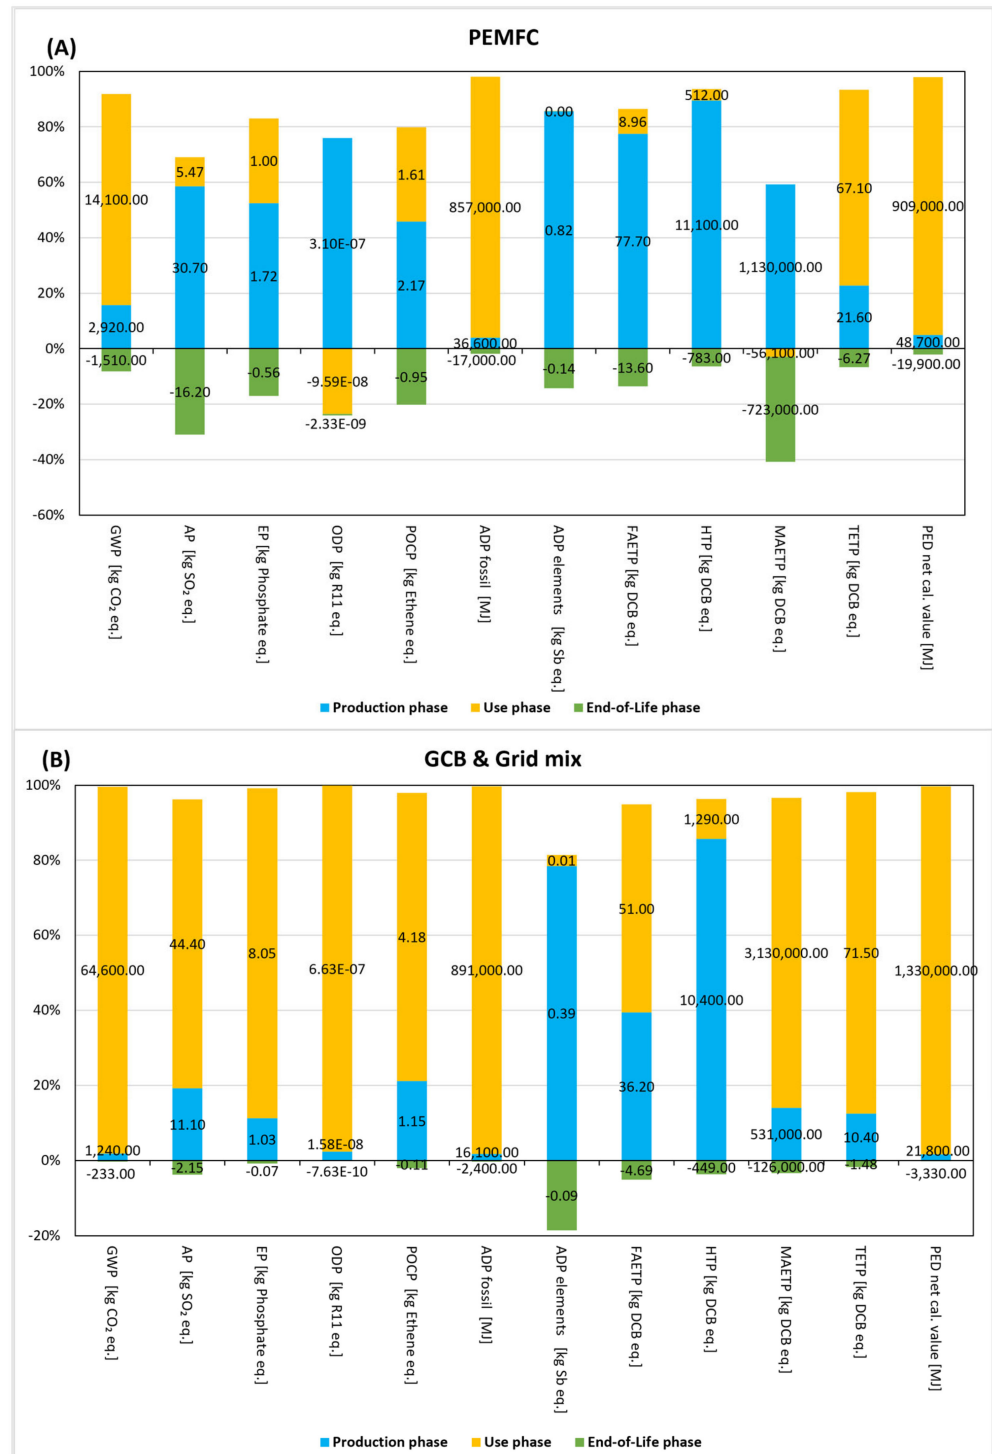 (A)
PEMFC
100%
80%
60%
40%
20%
0%
-20%
-40%
-60%
14,100.00
2,920.00
-1,510.00
5.47
30.70
-16.20
1.00
1.72
-0.56
3.10E-07
-9.59E-08
-2.33E-09
1.61
2.17
-0.95
857,000.00
36,600.00
-17,000.00
0.00
0.82
-0.14
8.96
77.70
-13.60
512.00
11,100.00
-783.00
1,130,000.00
-56,100.00
-723,000.00
67.10
21.60
-6.27
909,000.00
48,700.00
-19,900.00
GWP [kg CO₂ eq.]
AP [kg SO₂ eq.]
EP [kg Phosphate eq.]
ODP [kg R11 eq.]
POCP [kg Ethene eq.]
ADP fossil [MJ]
ADP elements [kg Sb eq.]
FAETP [kg DCB eq.]
HTP [kg DCB eq.]
MAETP [kg DCB eq.]
TETP [kg DCB eq.]
PED net cal. value [MJ]
Production phase Use phase End-of-Life phase
(B)
GCB & Grid mix
100%
80%
60%
40%
20%
0%
-20%
64,600.00
1,240.00
-233.00
44.40
11.10
-2.15
8.05
1.03
-0.07
6.63E-07
1.58E-08
-7.63E-10
4.18
1.15
-0.11
891,000.00
16,100.00
-2,400.00
0.01
0.39
-0.09
51.00
36.20
-4.69
1,290.00
10,400.00
-449.00
3,130,000.00
531,000.00
-126,000.00
71.50
10.40
-1.48
1,330,000.00
21,800.00
-3,330.00
GWP [kg CO₂ eq.]
AP [kg SO₂ eq.]
EP [kg Phosphate eq.]
ODP [kg R11 eq.]
POCP [kg Ethene eq.]
ADP fossil [MJ]
ADP elements [kg Sb eq.]
FAETP [kg DCB eq.]
HTP [kg DCB eq.]
MAETP [kg DCB eq.]
TETP [kg DCB eq.]
PED net cal. value [MJ]
Production phase Use phase End-of-Life phase